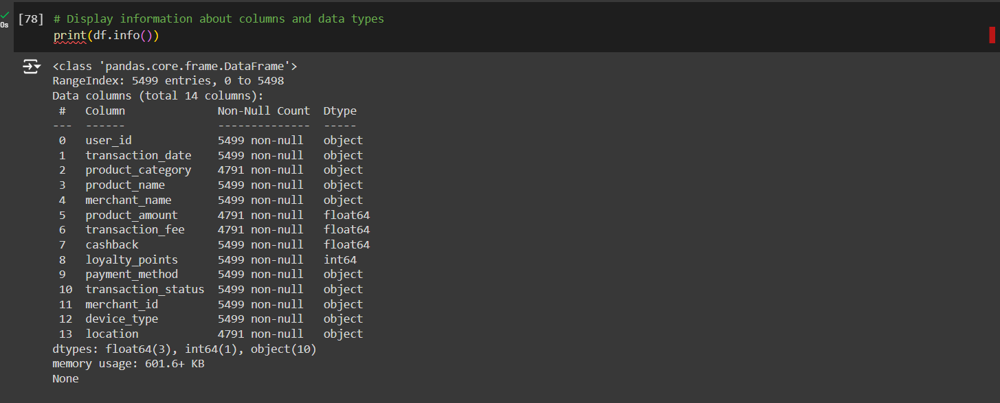 [78] # Display information about columns and data types
print(df.info())
0s
<class 'pandas.core.frame.DataFrame'>
RangeIndex: 5499 entries, 0 to 5498
Data columns (total 14 columns):
 #   Column              Non-Null Count  Dtype
---  ------              --------------  -----
 0   user_id             5499 non-null   object
 1   transaction_date    5499 non-null   object
 2   product_category    4791 non-null   object
 3   product_name        5499 non-null   object
 4   merchant_name       5499 non-null   object
 5   product_amount      4791 non-null   float64
 6   transaction_fee     4791 non-null   float64
 7   cashback            5499 non-null   float64
 8   loyalty_points      5499 non-null   int64
 9   payment_method      5499 non-null   object
 10  transaction_status  5499 non-null   object
 11  merchant_id         5499 non-null   object
 12  device_type         5499 non-null   object
 13  location            4791 non-null   object
dtypes: float64(3), int64(1), object(10)
memory usage: 601.6+ KB
None